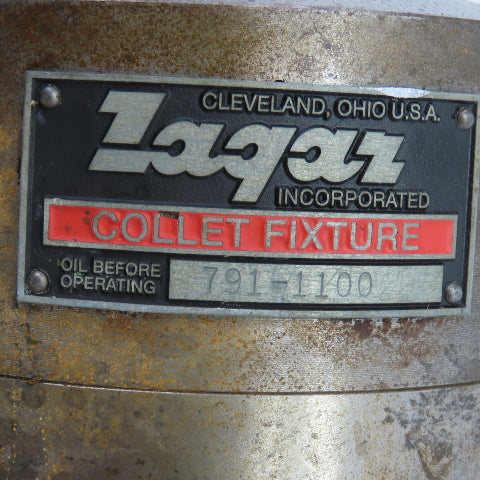 CLEVELAND, OHIO U.S.A.
Zagar
INCORPORATED
COLLET FIXTURE
OIL BEFORE
OPERATING
791-1100